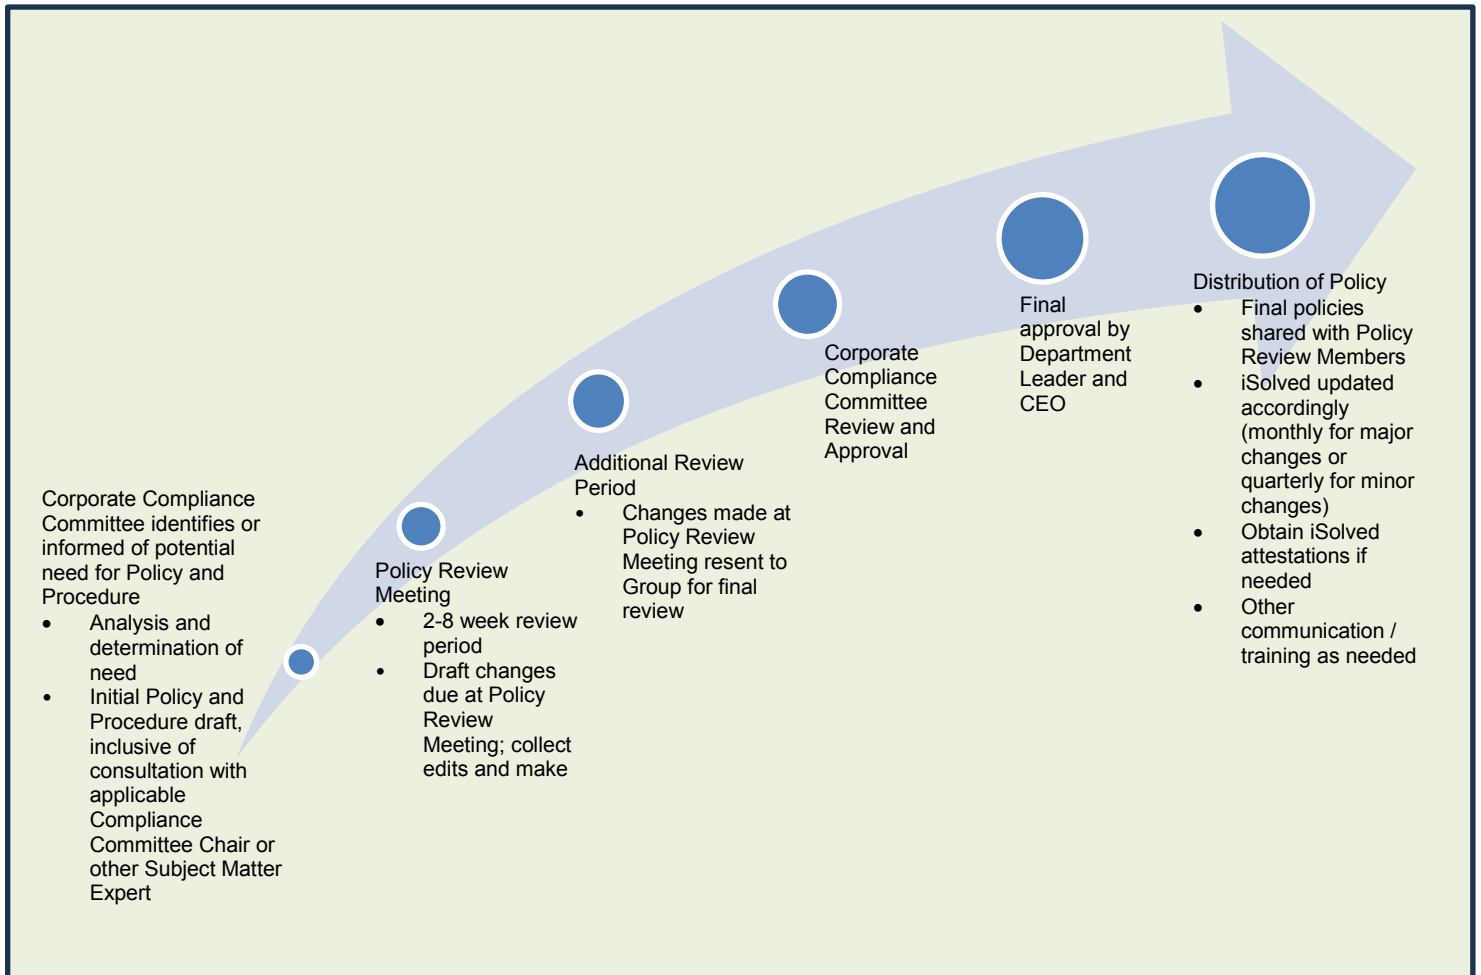 Corporate Compliance
Committee identifies or
informed of potential
need for Policy and
Procedure
• Analysis and
determination of
need
• Initial Policy and
Procedure draft,
inclusive of
consultation with
applicable
Compliance
Committee Chair or
other Subject Matter
Expert
Policy Review
Meeting
• 2-8 week review
period
• Draft changes
due at Policy
Review
Meeting; collect
edits and make
Additional Review
Period
• Changes made at
Policy Review
Meeting resent to
Group for final
review
Corporate
Compliance
Committee
Review and
Approval
Final
approval by
Department
Leader and
CEO
Distribution of Policy
• Final policies
shared with Policy
Review Members
• iSolved updated
accordingly
(monthly for major
changes or
quarterly for minor
changes)
• Obtain iSolved
attestations if
needed
• Other
communication /
training as needed